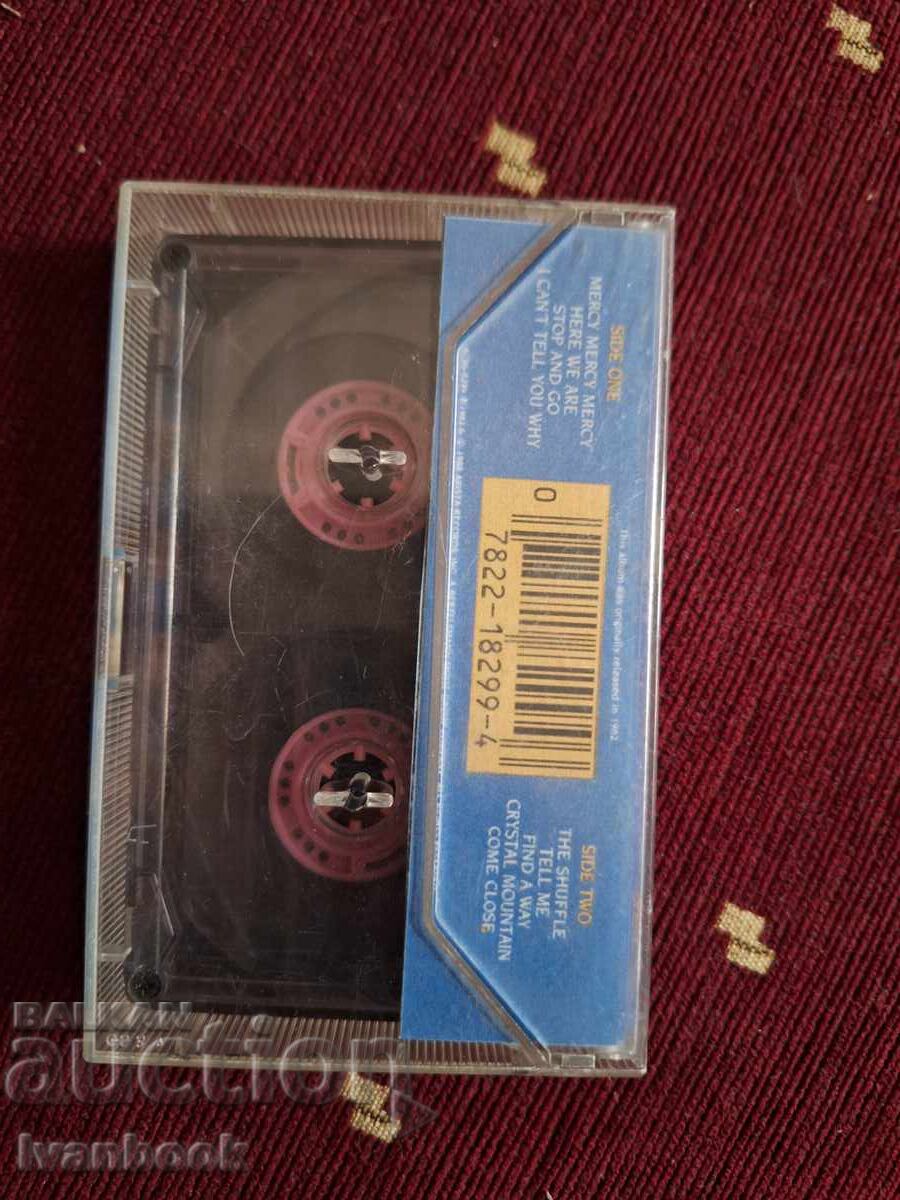 SIDE ONE
MERCY MERCY MERCY
HERE WE ARE
STOP AND GO
I CAN'T TELL YOU WHY
This album was originally released in 1982
0
7822-18299-4
SIDE TWO
THE SHUFFLE
TELL ME
FIND A WAY
CRYSTAL MOUNTAIN
COME CLOSE
BALKAN
auction
Ivanbook